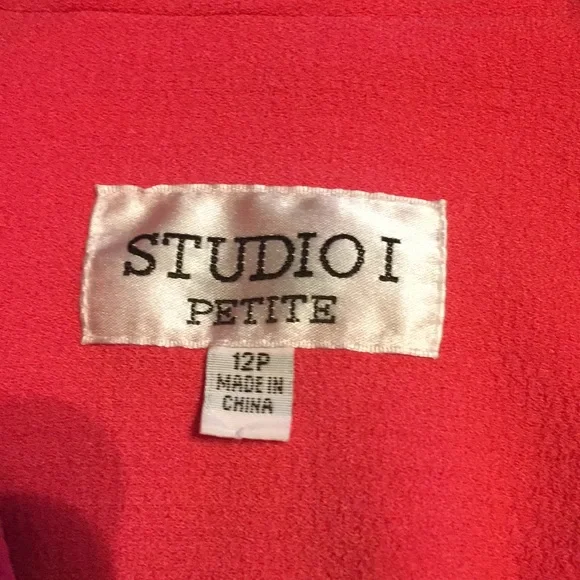 STUDIO I
PETITE
12P
MADE IN
CHINA